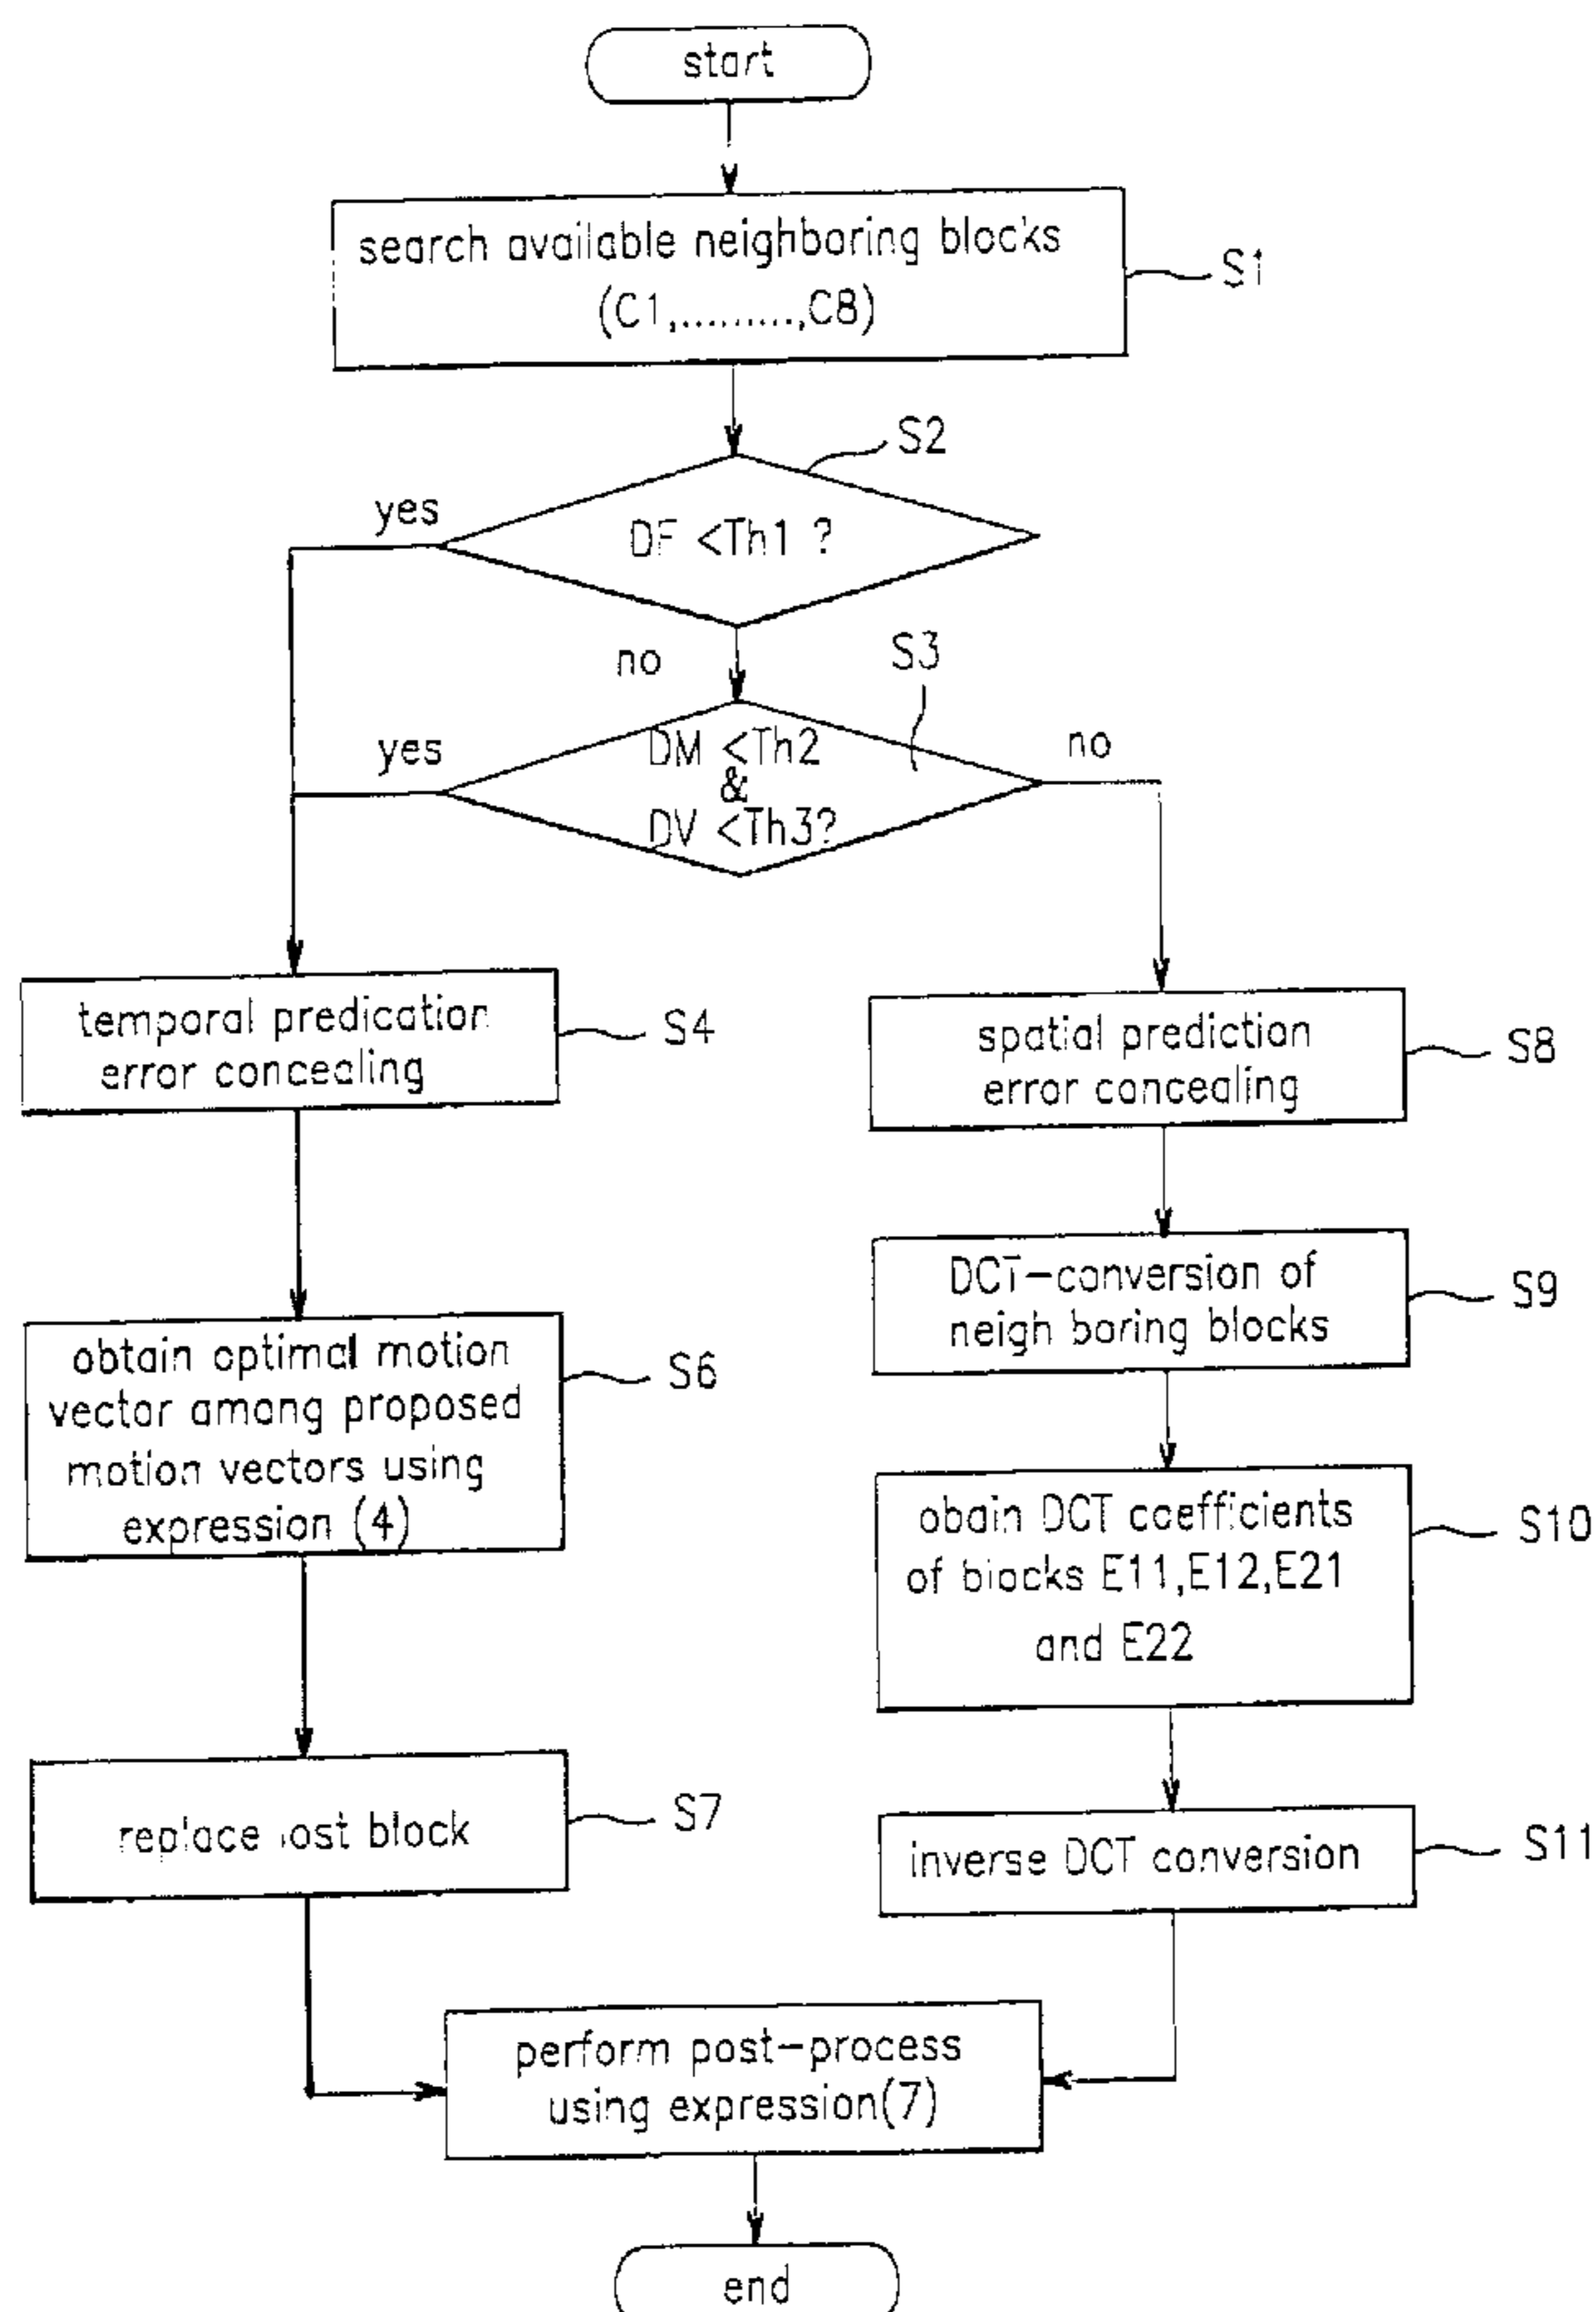 start
search available neighboring blocks
(C1,.........,C8)
S1
S2
yes
DF <Th1 ?
no
S3
yes
DM <Th2
&
DV <Th3?
no
temporal predication
error concealing
S4
spatial prediction
error concealing
S8
DCT-conversion of
neigh boring blocks
S9
obtain optimal motion
vector among proposed
motion vectors using
expression (4)
S6
obain DCT coefficients
of blocks E11,E12,E21
and E22
S10
replace lost block
S7
inverse DCT conversion
S11
perform post-process
using expression(7)
end